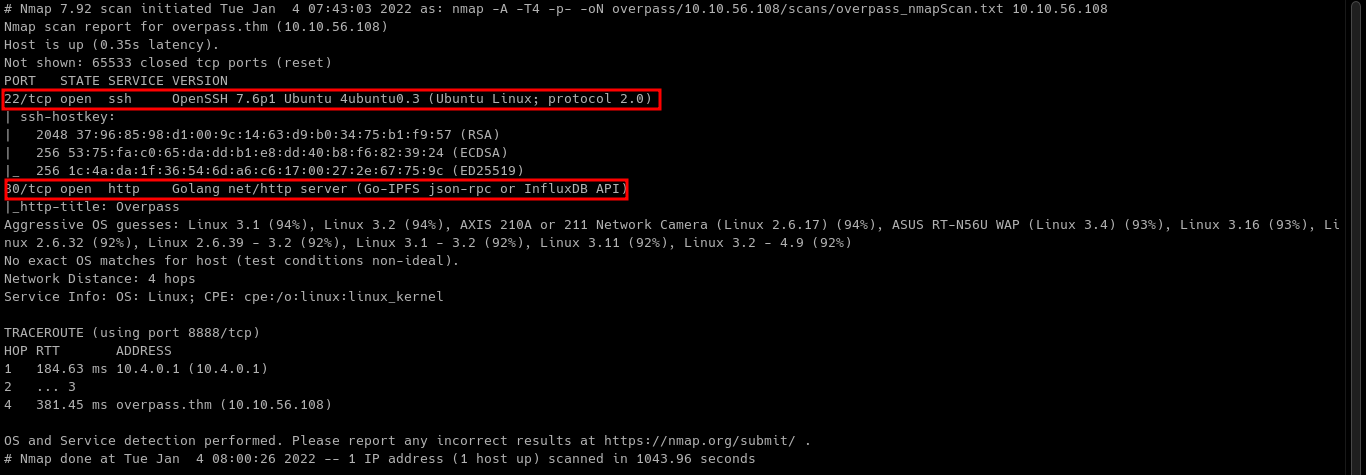 # Nmap 7.92 scan initiated Tue Jan  4 07:43:03 2022 as: nmap -A -T4 -p- -oN overpass/10.10.56.108/scans/overpass_nmapScan.txt 10.10.56.108
Nmap scan report for overpass.thm (10.10.56.108)
Host is up (0.35s latency).
Not shown: 65533 closed tcp ports (reset)
PORT   STATE SERVICE VERSION
22/tcp open  ssh     OpenSSH 7.6p1 Ubuntu 4ubuntu0.3 (Ubuntu Linux; protocol 2.0)
| ssh-hostkey:
|   2048 37:96:85:98:d1:00:9c:14:63:d9:b0:34:75:b1:f9:57 (RSA)
|   256 53:75:fa:c0:65:da:dd:b1:e8:dd:40:b8:f6:82:39:24 (ECDSA)
|_  256 1c:4a:da:1f:36:54:6d:a6:c6:17:00:27:2e:67:75:9c (ED25519)
80/tcp open  http    Golang net/http server (Go-IPFS json-rpc or InfluxDB API)
|_http-title: Overpass
Aggressive OS guesses: Linux 3.1 (94%), Linux 3.2 (94%), AXIS 210A or 211 Network Camera (Linux 2.6.17) (94%), ASUS RT-N56U WAP (Linux 3.4) (93%), Linux 3.16 (93%), Li
nux 2.6.32 (92%), Linux 2.6.39 - 3.2 (92%), Linux 3.1 - 3.2 (92%), Linux 3.11 (92%), Linux 3.2 - 4.9 (92%)
No exact OS matches for host (test conditions non-ideal).
Network Distance: 4 hops
Service Info: OS: Linux; CPE: cpe:/o:linux:linux_kernel

TRACEROUTE (using port 8888/tcp)
HOP RTT       ADDRESS
1   184.63 ms 10.4.0.1 (10.4.0.1)
2   ... 3
4   381.45 ms overpass.thm (10.10.56.108)

OS and Service detection performed. Please report any incorrect results at https://nmap.org/submit/ .
# Nmap done at Tue Jan  4 08:00:26 2022 -- 1 IP address (1 host up) scanned in 1043.96 seconds